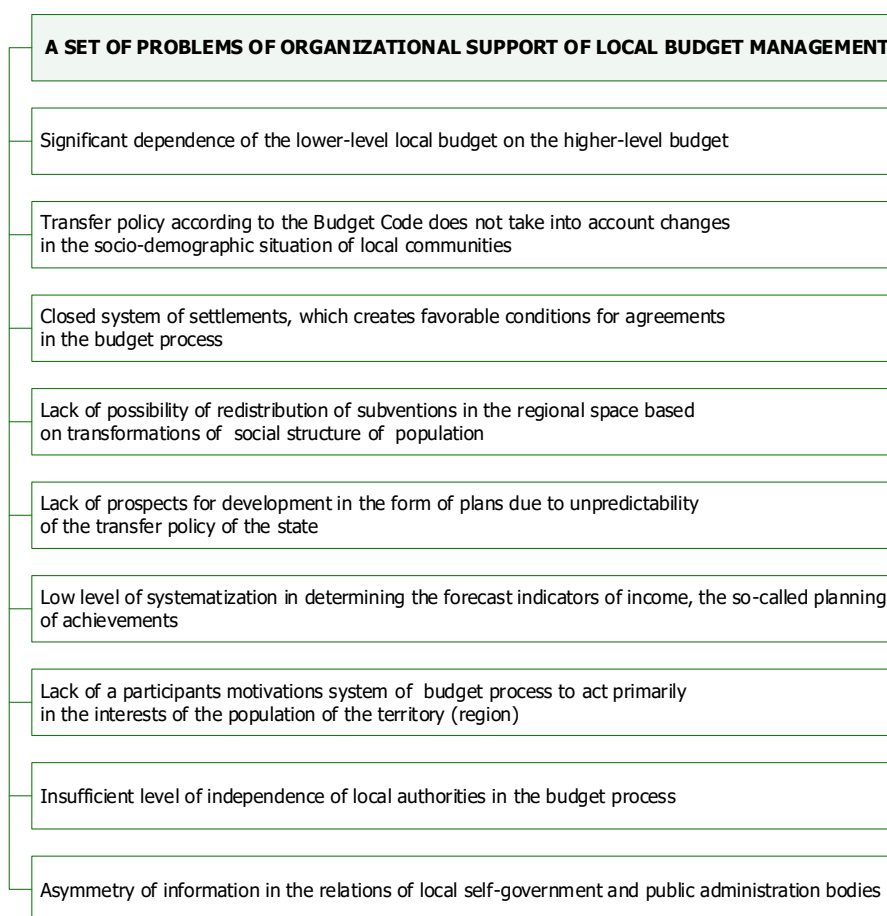 A SET OF PROBLEMS OF ORGANIZATIONAL SUPPORT OF LOCAL BUDGET MANAGEMENT
Significant dependence of the lower-level local budget on the higher-level budget
Transfer policy according to the Budget Code does not take into account changes
in the socio-demographic situation of local communities
Closed system of settlements, which creates favorable conditions for agreements
in the budget process
Lack of possibility of redistribution of subventions in the regional space based
on transformations of social structure of population
Lack of prospects for development in the form of plans due to unpredictability
of the transfer policy of the state
Low level of systematization in determining the forecast indicators of income, the so-called planning
of achievements
Lack of a participants motivations system of budget process to act primarily
in the interests of the population of the territory (region)
Insufficient level of independence of local authorities in the budget process
Asymmetry of information in the relations of local self-government and public administration bodies